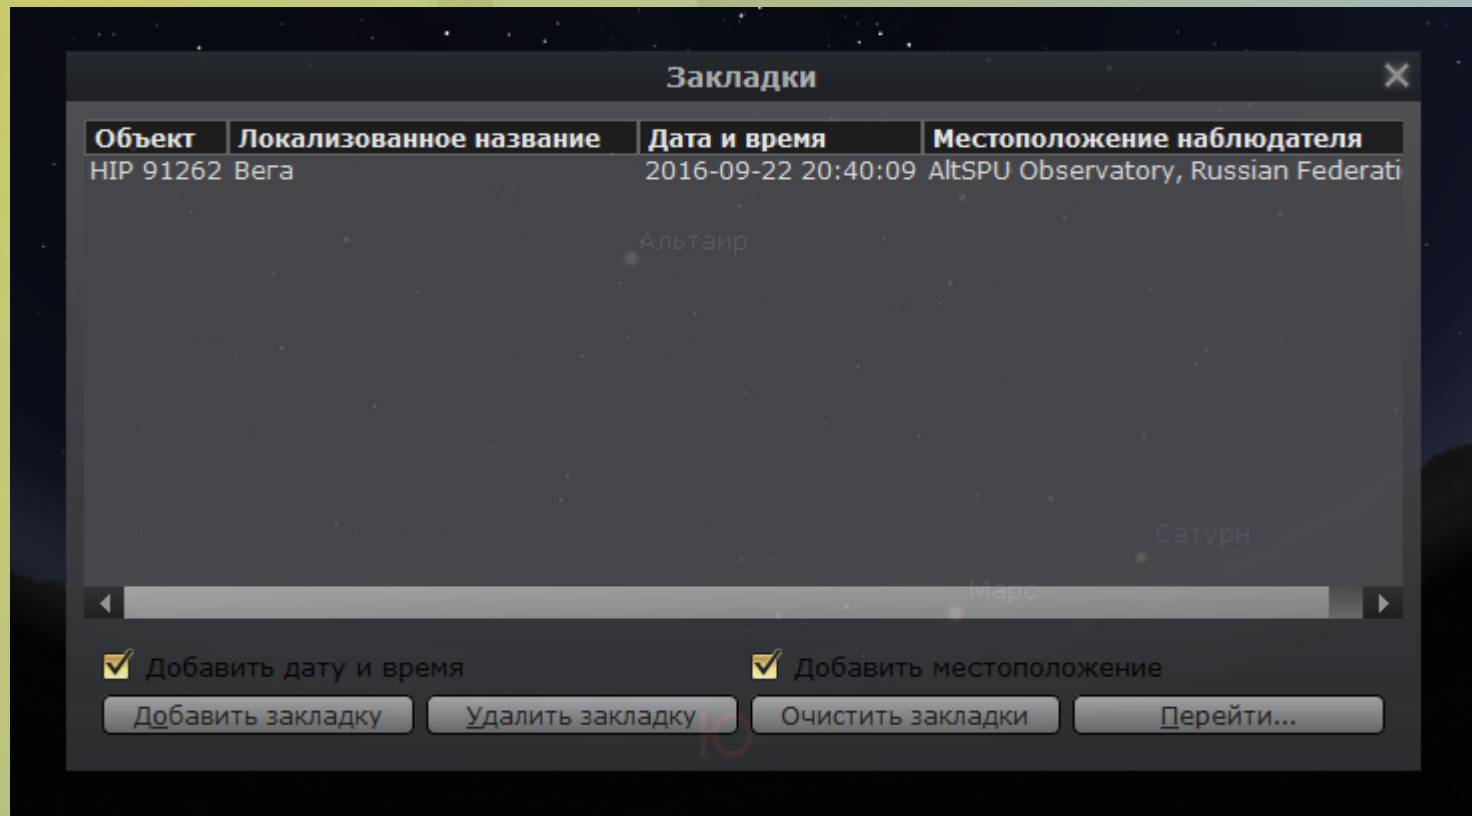 Закладки
Объект Локализованное название Дата и время Местоположение наблюдателя
HIP 91262 Вега 2016-09-22 20:40:09 AltSPU Observatory, Russian Federati
Альтаир
Сатурн
Марс
Добавить дату и время Добавить местоположение
Добавить закладку Удалить закладку Очистить закладки Перейти...
Ю